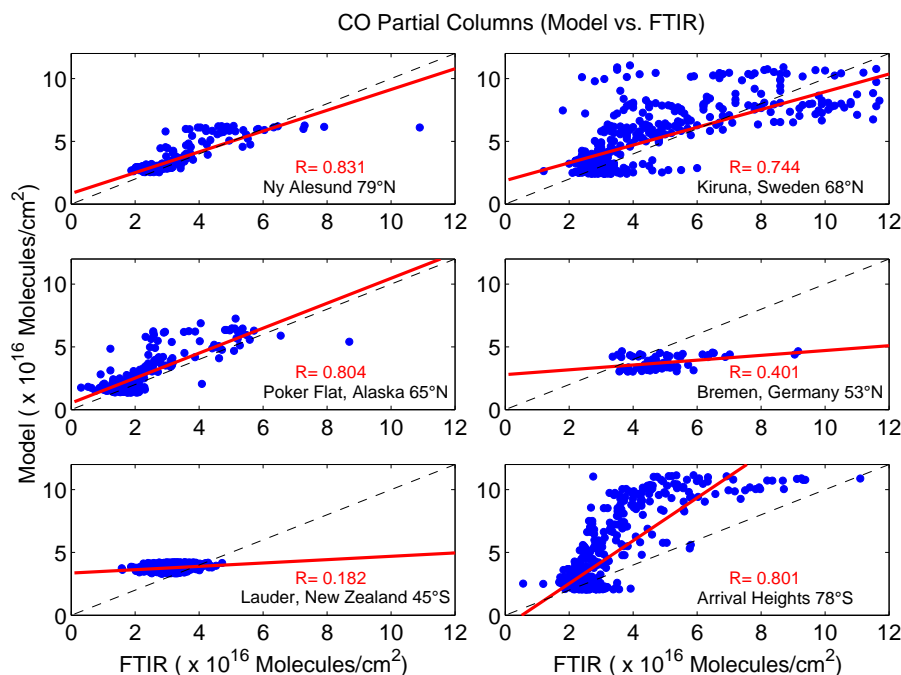 CO Partial Columns (Model vs. FTIR)
10
5
0
0 2 4 6 8 10 12
R= 0.831
Ny Alesund 79°N
10
5
0
0 2 4 6 8 10 12
R= 0.744
Kiruna, Sweden 68°N
Model ( x 10¹⁶ Molecules/cm²)
10
5
0
0 2 4 6 8 10 12
R= 0.804
Poker Flat, Alaska 65°N
10
5
0
0 2 4 6 8 10 12
R= 0.401
Bremen, Germany 53°N
10
5
0
0 2 4 6 8 10 12
R= 0.182
Lauder, New Zealand 45°S
FTIR ( x 10¹⁶ Molecules/cm²)
10
5
0
0 2 4 6 8 10 12
R= 0.801
Arrival Heights 78°S
FTIR ( x 10¹⁶ Molecules/cm²)